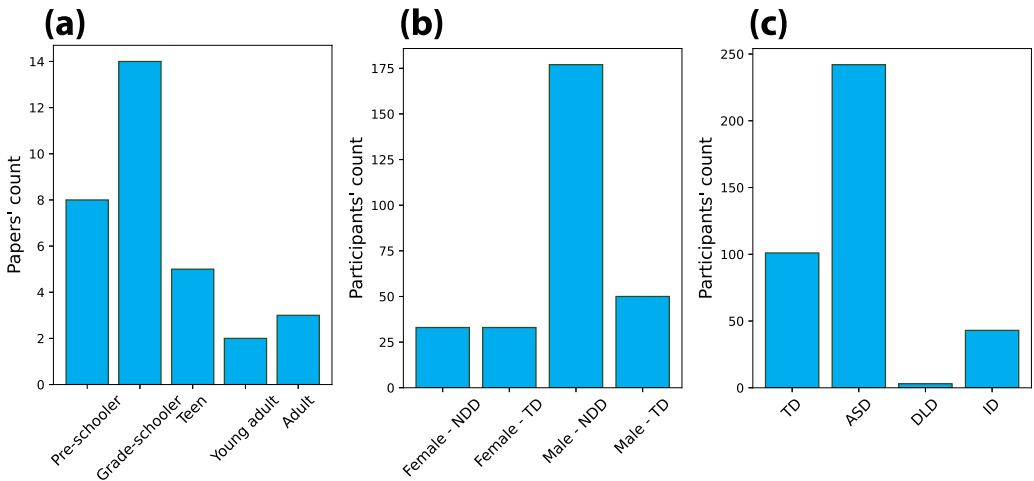 (a)
Papers' count
14
12
10
8
6
4
2
0
Pre-schooler
Grade-schooler
Teen
Young adult
Adult
(b)
Participants' count
175
150
125
100
75
50
25
0
Female - NDD
Female - TD
Male - NDD
Male - TD
(c)
Participants' count
250
200
150
100
50
0
TD
ASD
DLD
ID